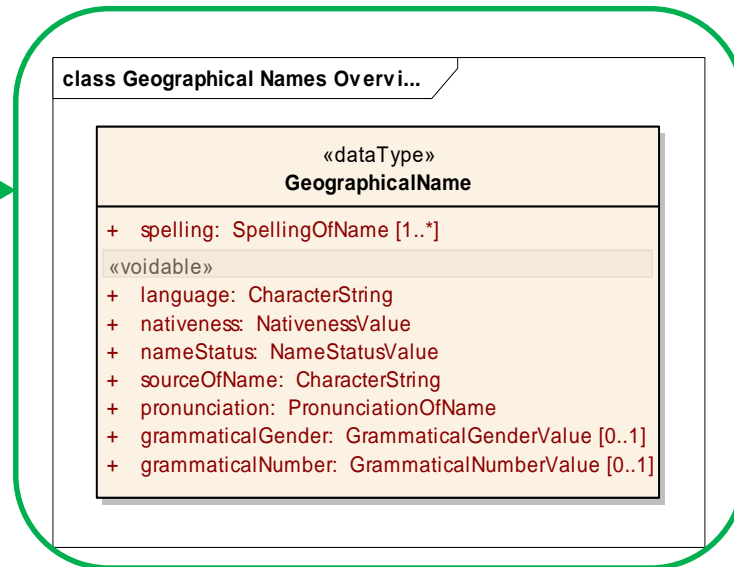 class Geographical Names Overvi...
«dataType»
GeographicalName
+ spelling: SpellingOfName [1..*]
«voidable»
+ language: CharacterString
+ nativeness: NativenessValue
+ nameStatus: NameStatusValue
+ sourceOfName: CharacterString
+ pronunciation: PronunciationOfName
+ grammaticalGender: GrammaticalGenderValue [0..1]
+ grammaticalNumber: GrammaticalNumberValue [0..1]